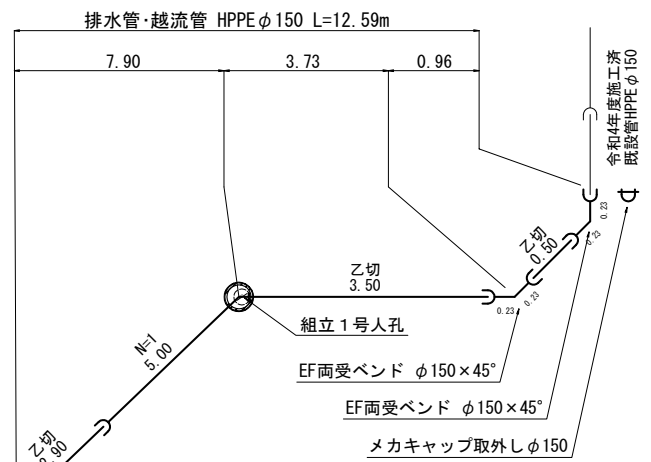 排水管・越流管 HPPEφ150 L=12.59m
7.90
3.73
0.96
令和4年度施工済
既設管HPPEφ150
0.23
0.23
乙切
0.50
乙切
3.50
0.23
0.23
組立1号人孔
N=1
5.00
EF両受ベンド φ150×45°
EF両受ベンド φ150×45°
メカキャップ取外しφ150
乙切